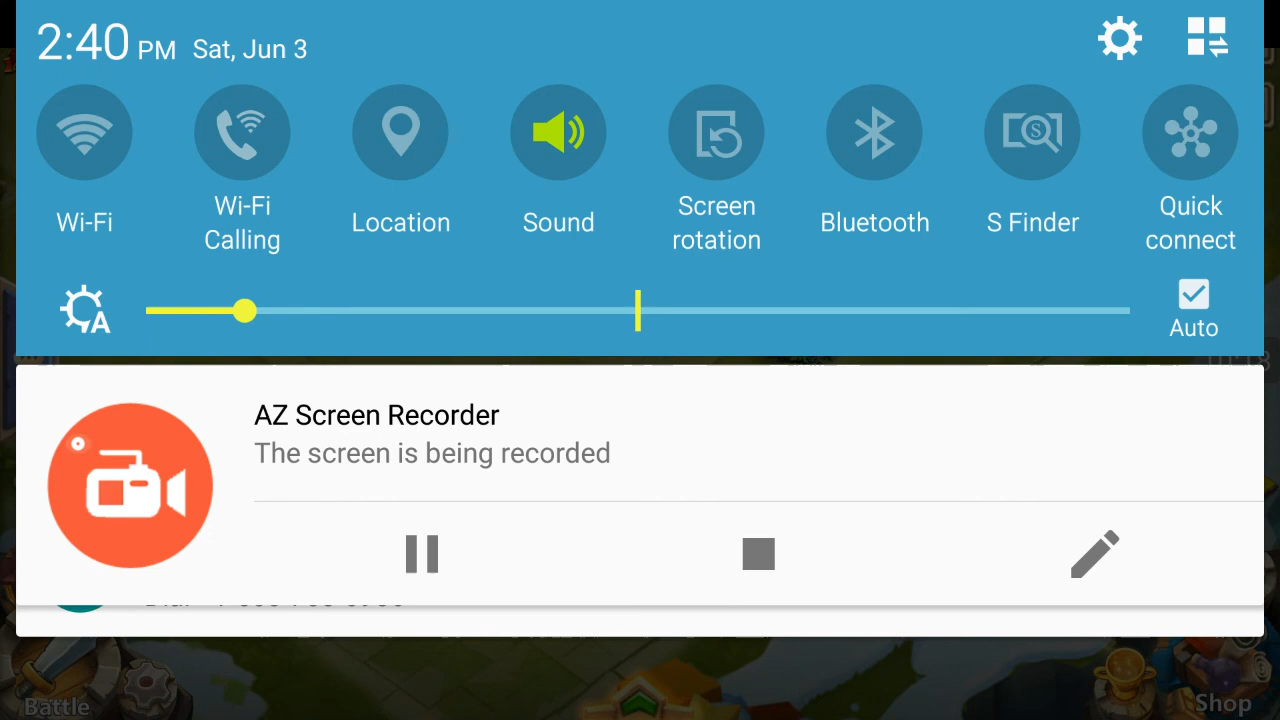 2:40 PM Sat, Jun 3
Wi-Fi
Wi-Fi
Calling
Location
Sound
Screen
rotation
Bluetooth
S Finder
Quick
connect
A
Auto
AZ Screen Recorder
The screen is being recorded
Battle
Shop